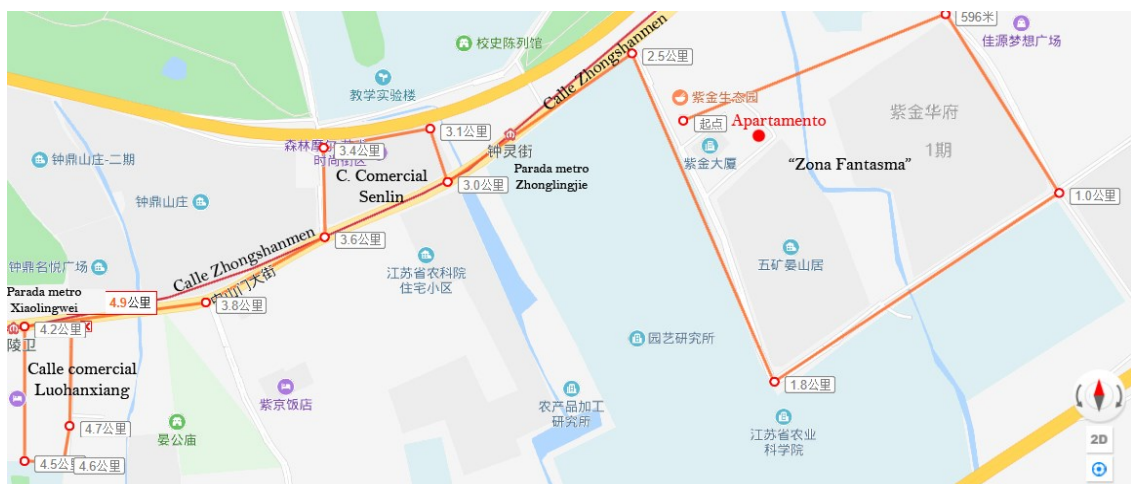 校史陈列馆
教学实验楼
Calle Zhongshanmen
2.5公里
596米
佳源梦想广场
紫金生态园
起点
Apartamento
紫金华府
1期
紫金大厦
“Zona Fantasma”
3.1公里
3.4公里
时尚街区
钟灵街
Parada metro
Zhonglingjie
C. Comercial
Senlin
3.0公里
钟鼎山庄-二期
钟鼎山庄
1.0公里
3.6公里
Calle Zhongshanmen
江苏省农科院
住宅小区
五矿晏山居
钟鼎名悦广场
Parada metro
Xiaolingwei
4.9公里
3.8公里
中山门大街
4.2公里
陵卫
园艺研究所
Calle comercial
Luohanxiang
紫京饭店
1.8公里
农产品加工
研究所
江苏省农业
科学院
4.7公里
晏公庙
4.5公里
4.6公里
2D